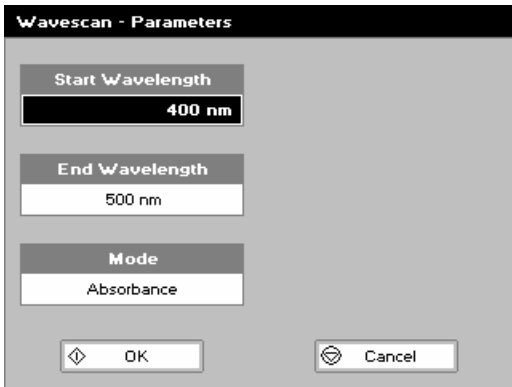 Wavescan - Parameters
Start Wavelength
400 nm
End Wavelength
500 nm
Mode
Absorbance
OK
Cancel